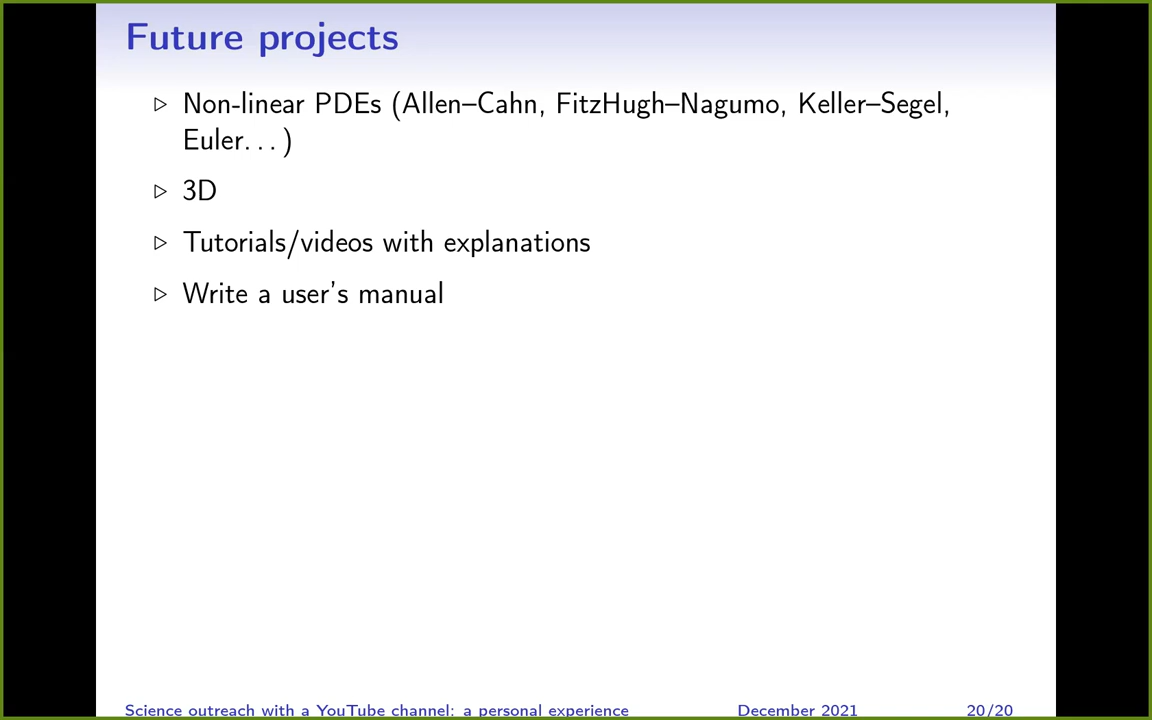 Future projects
▷ Non-linear PDEs (Allen–Cahn, FitzHugh–Nagumo, Keller–Segel,
Euler. . . )
▷ 3D
▷ Tutorials/videos with explanations
▷ Write a user's manual
Science outreach with a YouTube channel: a personal experience December 2021 20/20